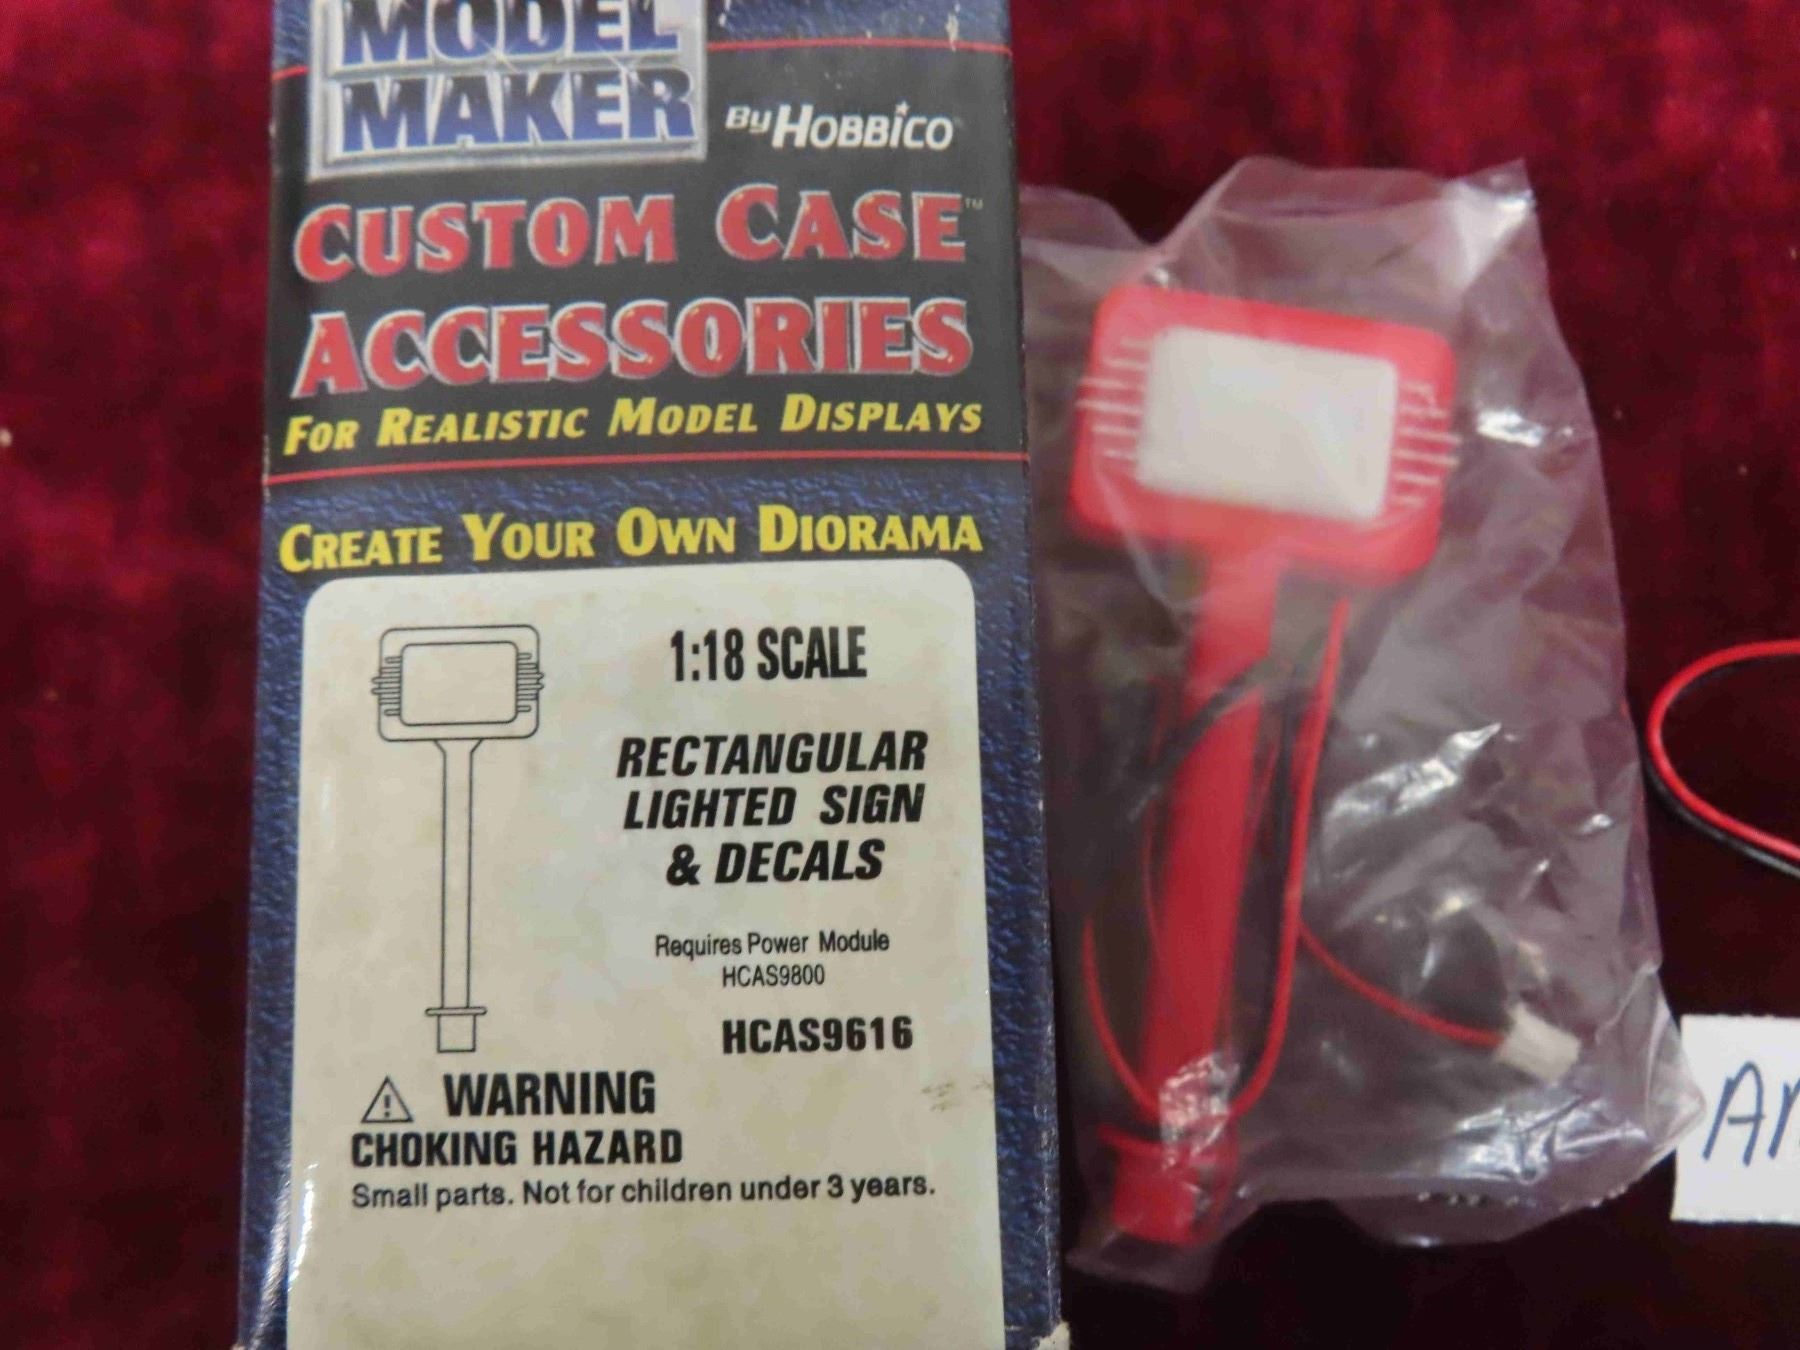 MODEL
MAKER
By HOBBICO
CUSTOM CASE™
ACCESSORIES
FOR REALISTIC MODEL DISPLAYS
CREATE YOUR OWN DIORAMA
1:18 SCALE
RECTANGULAR
LIGHTED SIGN
& DECALS
Requires Power Module
HCAS9800
HCAS9616
WARNING
CHOKING HAZARD
Small parts. Not for children under 3 years.